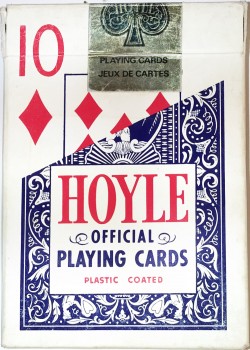 10
PLAYING CARDS
JEUX DE CARTES
HOYLE
OFFICIAL
PLAYING CARDS
PLASTIC COATED